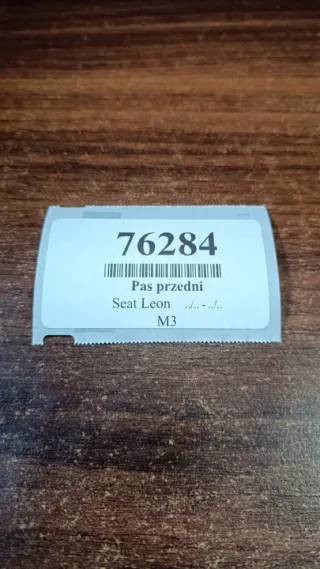 76284
Pas przedni
Seat Leon ../.. - ../..
M3